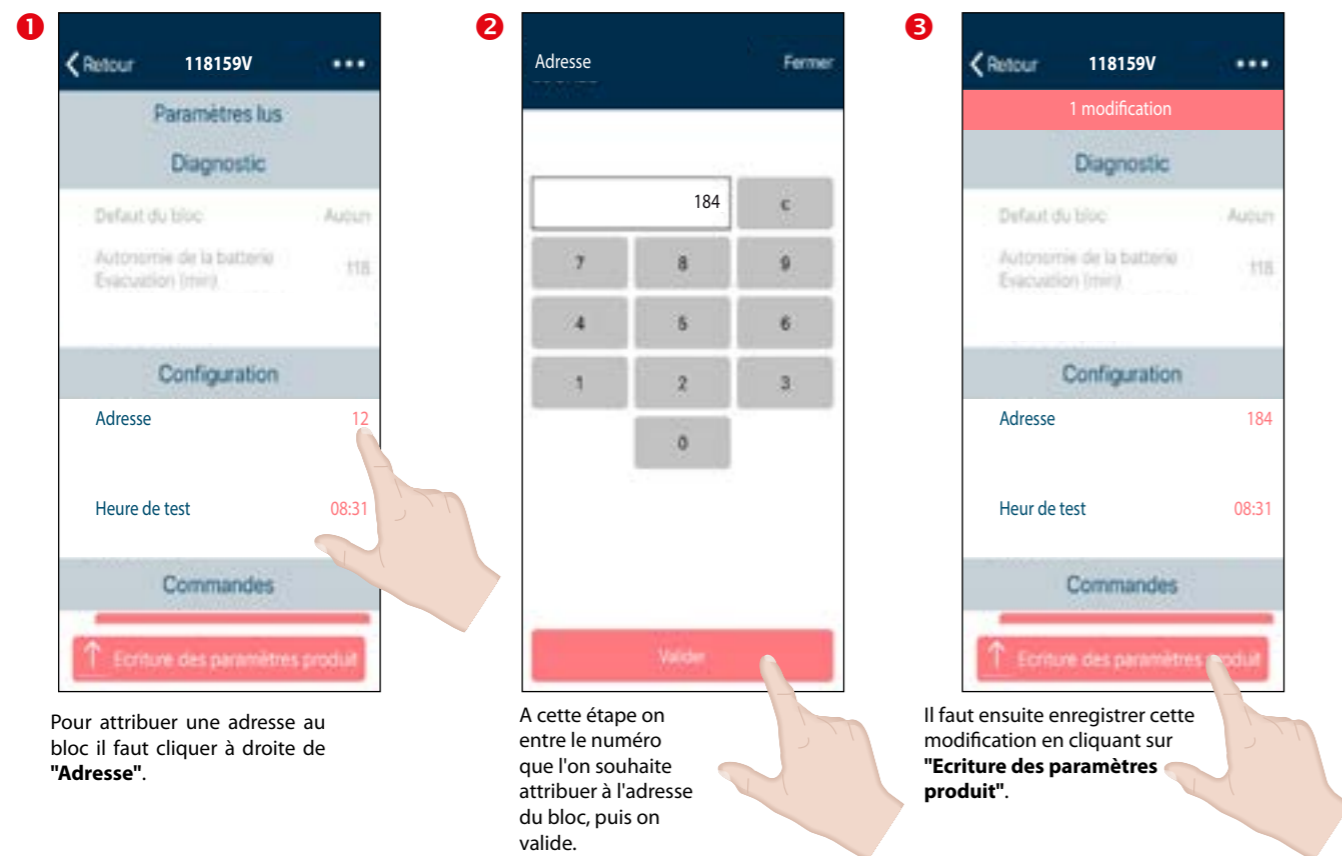 1
Retour 118159V •••
Paramètres lus
Diagnostic
Defaut du bloc Aucun
Autonomie de la batterie
Evacuation (min) 118
Configuration
Adresse 12
Heure de test 08:31
Commandes
↑ Ecriture des paramètres produit
Pour attribuer une adresse au
bloc il faut cliquer à droite de
"Adresse".
2
Adresse Fermer
184 c
7 8 9
4 5 6
1 2 3
0
Valider
A cette étape on
entre le numéro
que l'on souhaite
attribuer à l'adresse
du bloc, puis on
valide.
3
Retour 118159V •••
1 modification
Diagnostic
Defaut du bloc Aucun
Autonomie de la batterie
Evacuation (min) 118
Configuration
Adresse 184
Heur de test 08:31
Commandes
↑ Ecriture des paramètres produit
Il faut ensuite enregistrer cette
modification en cliquant sur
"Ecriture des paramètres
produit".